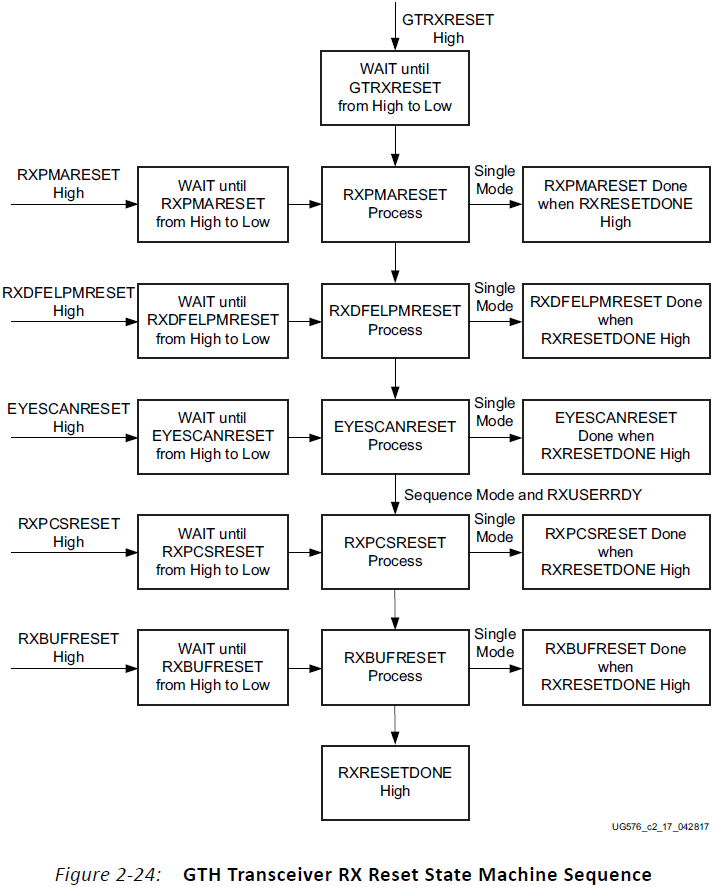 GTRXRESET
High
WAIT until
GTRXRESET
from High to Low
RXPMARESET
High
WAIT until
RXPMARESET
from High to Low
RXPMARESET
Process
Single
Mode
RXPMARESET Done
when RXRESETDONE
High
RXDFELPMRESET
High
WAIT until
RXDFELPMRESET
from High to Low
RXDFELPMRESET
Process
Single
Mode
RXDFELPMRESET Done
when
RXRESETDONE High
EYESCANRESET
High
WAIT until
EYESCANRESET
from High to Low
EYESCANRESET
Process
Single
Mode
EYESCANRESET
Done when
RXRESETDONE High
Sequence Mode and RXUSERRDY
RXPCSRESET
High
WAIT until
RXPCSRESET
from High to Low
RXPCSRESET
Process
Single
Mode
RXPCSRESET Done
when
RXRESETDONE High
RXBUFRESET
High
WAIT until
RXBUFRESET
from High to Low
RXBUFRESET
Process
Single
Mode
RXBUFRESET Done
when
RXRESETDONE High
RXRESETDONE
High
UG576_c2_17_042817
Figure 2-24: GTH Transceiver RX Reset State Machine Sequence